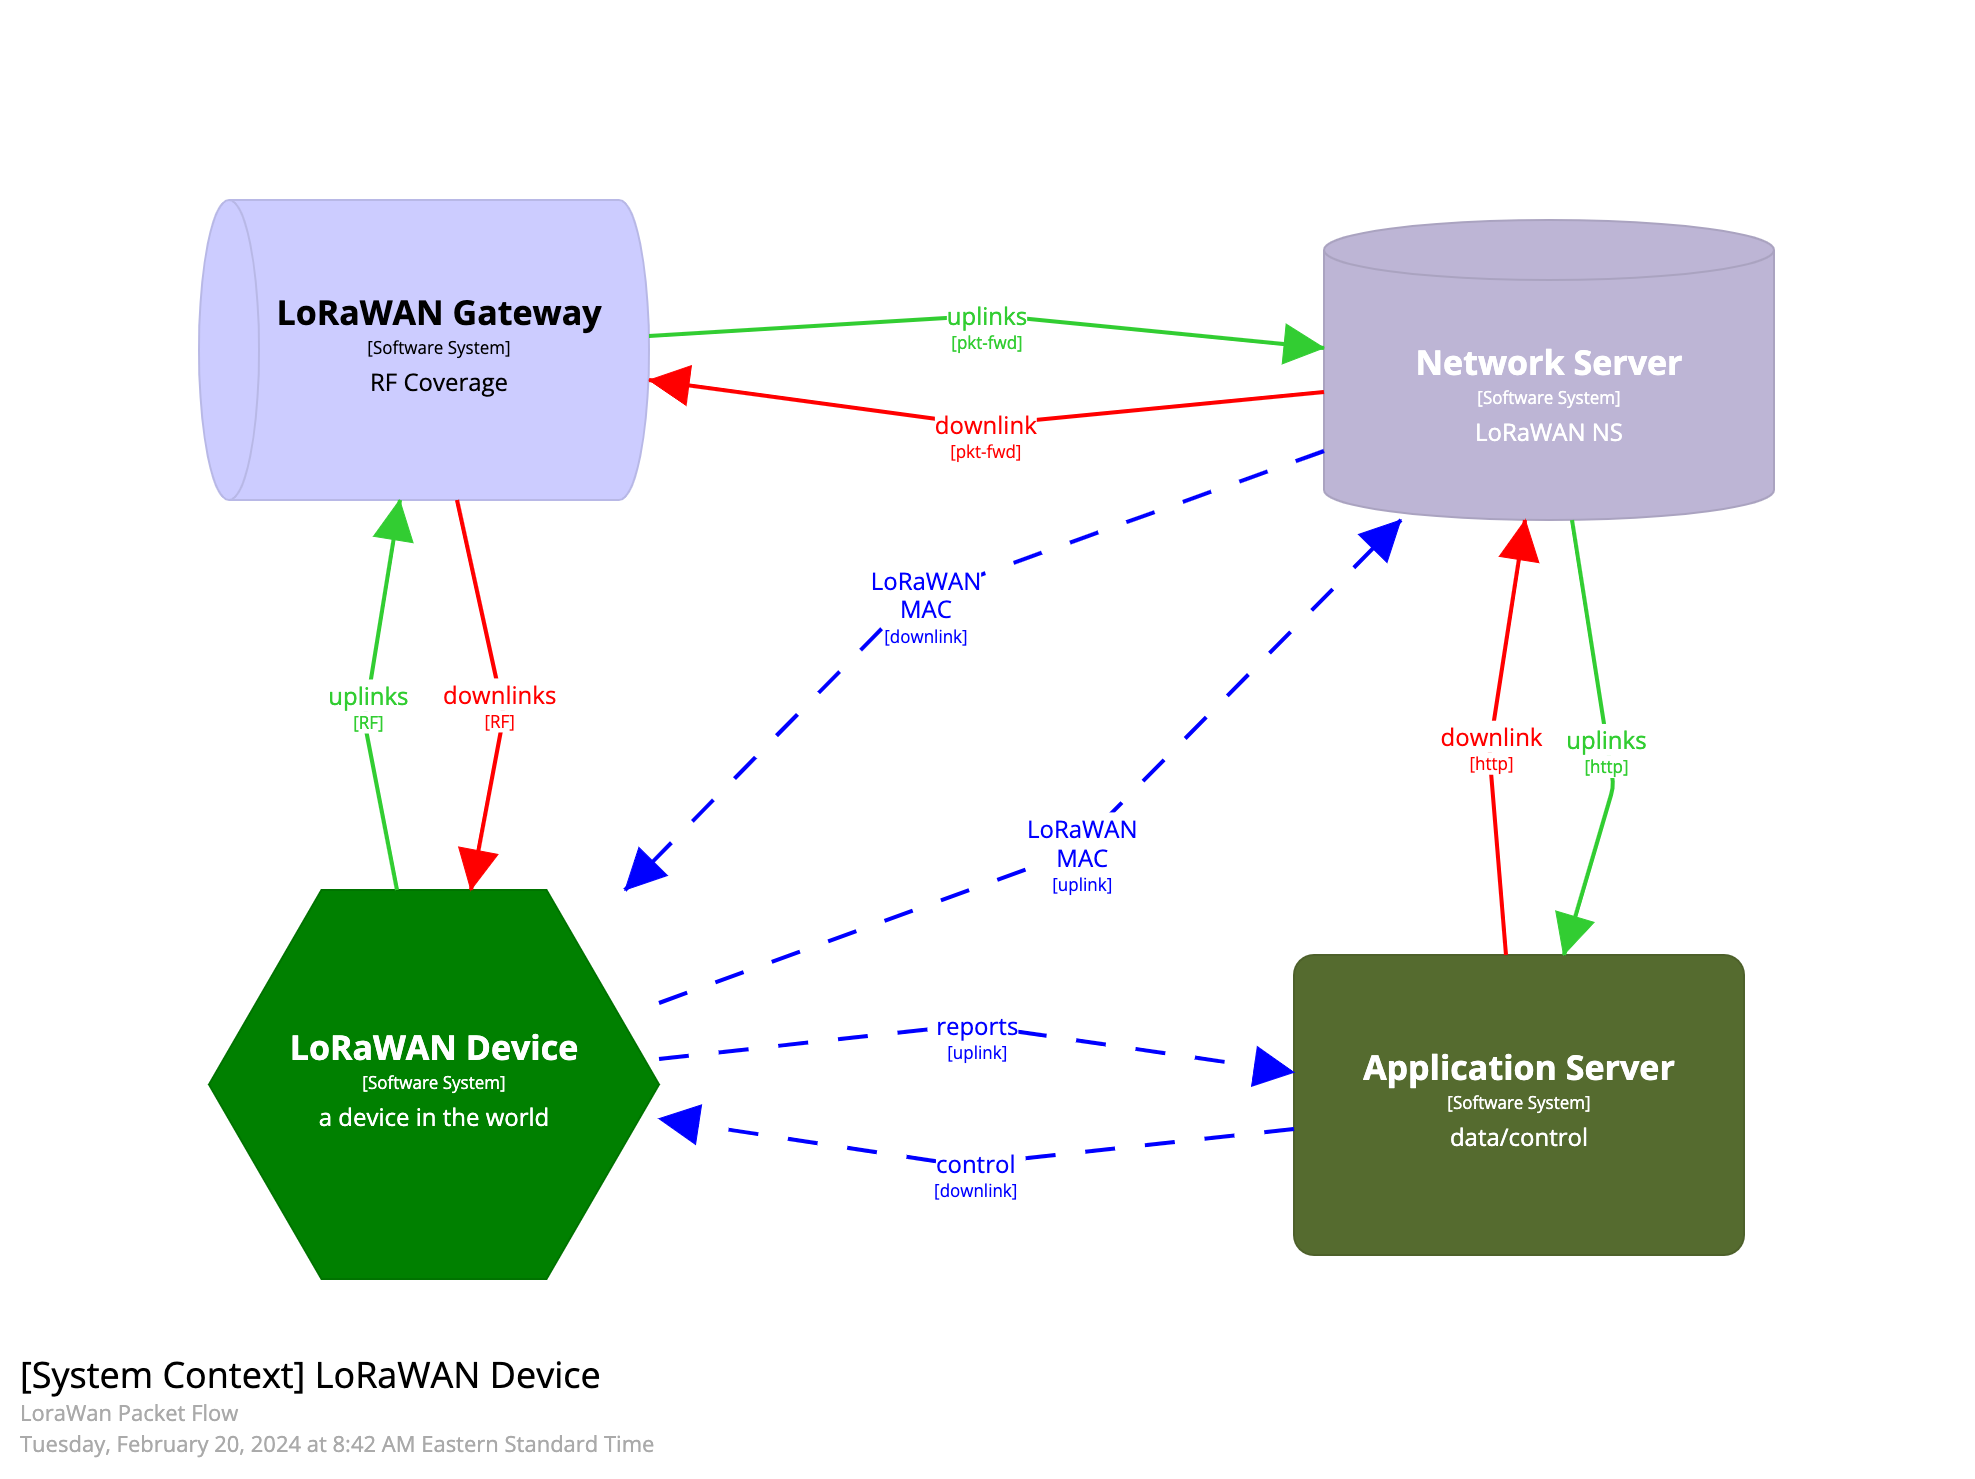 LoRaWAN Gateway
[Software System]
RF Coverage
uplinks
[pkt-fwd]
downlink
[pkt-fwd]
Network Server
[Software System]
LoRaWAN NS
LoRaWAN
MAC
[downlink]
uplinks
[RF]
downlinks
[RF]
downlink
[http]
uplinks
[http]
LoRaWAN
MAC
[uplink]
LoRaWAN Device
[Software System]
a device in the world
reports
[uplink]
control
[downlink]
Application Server
[Software System]
data/control
[System Context] LoRaWAN Device
LoraWan Packet Flow
Tuesday, February 20, 2024 at 8:42 AM Eastern Standard Time